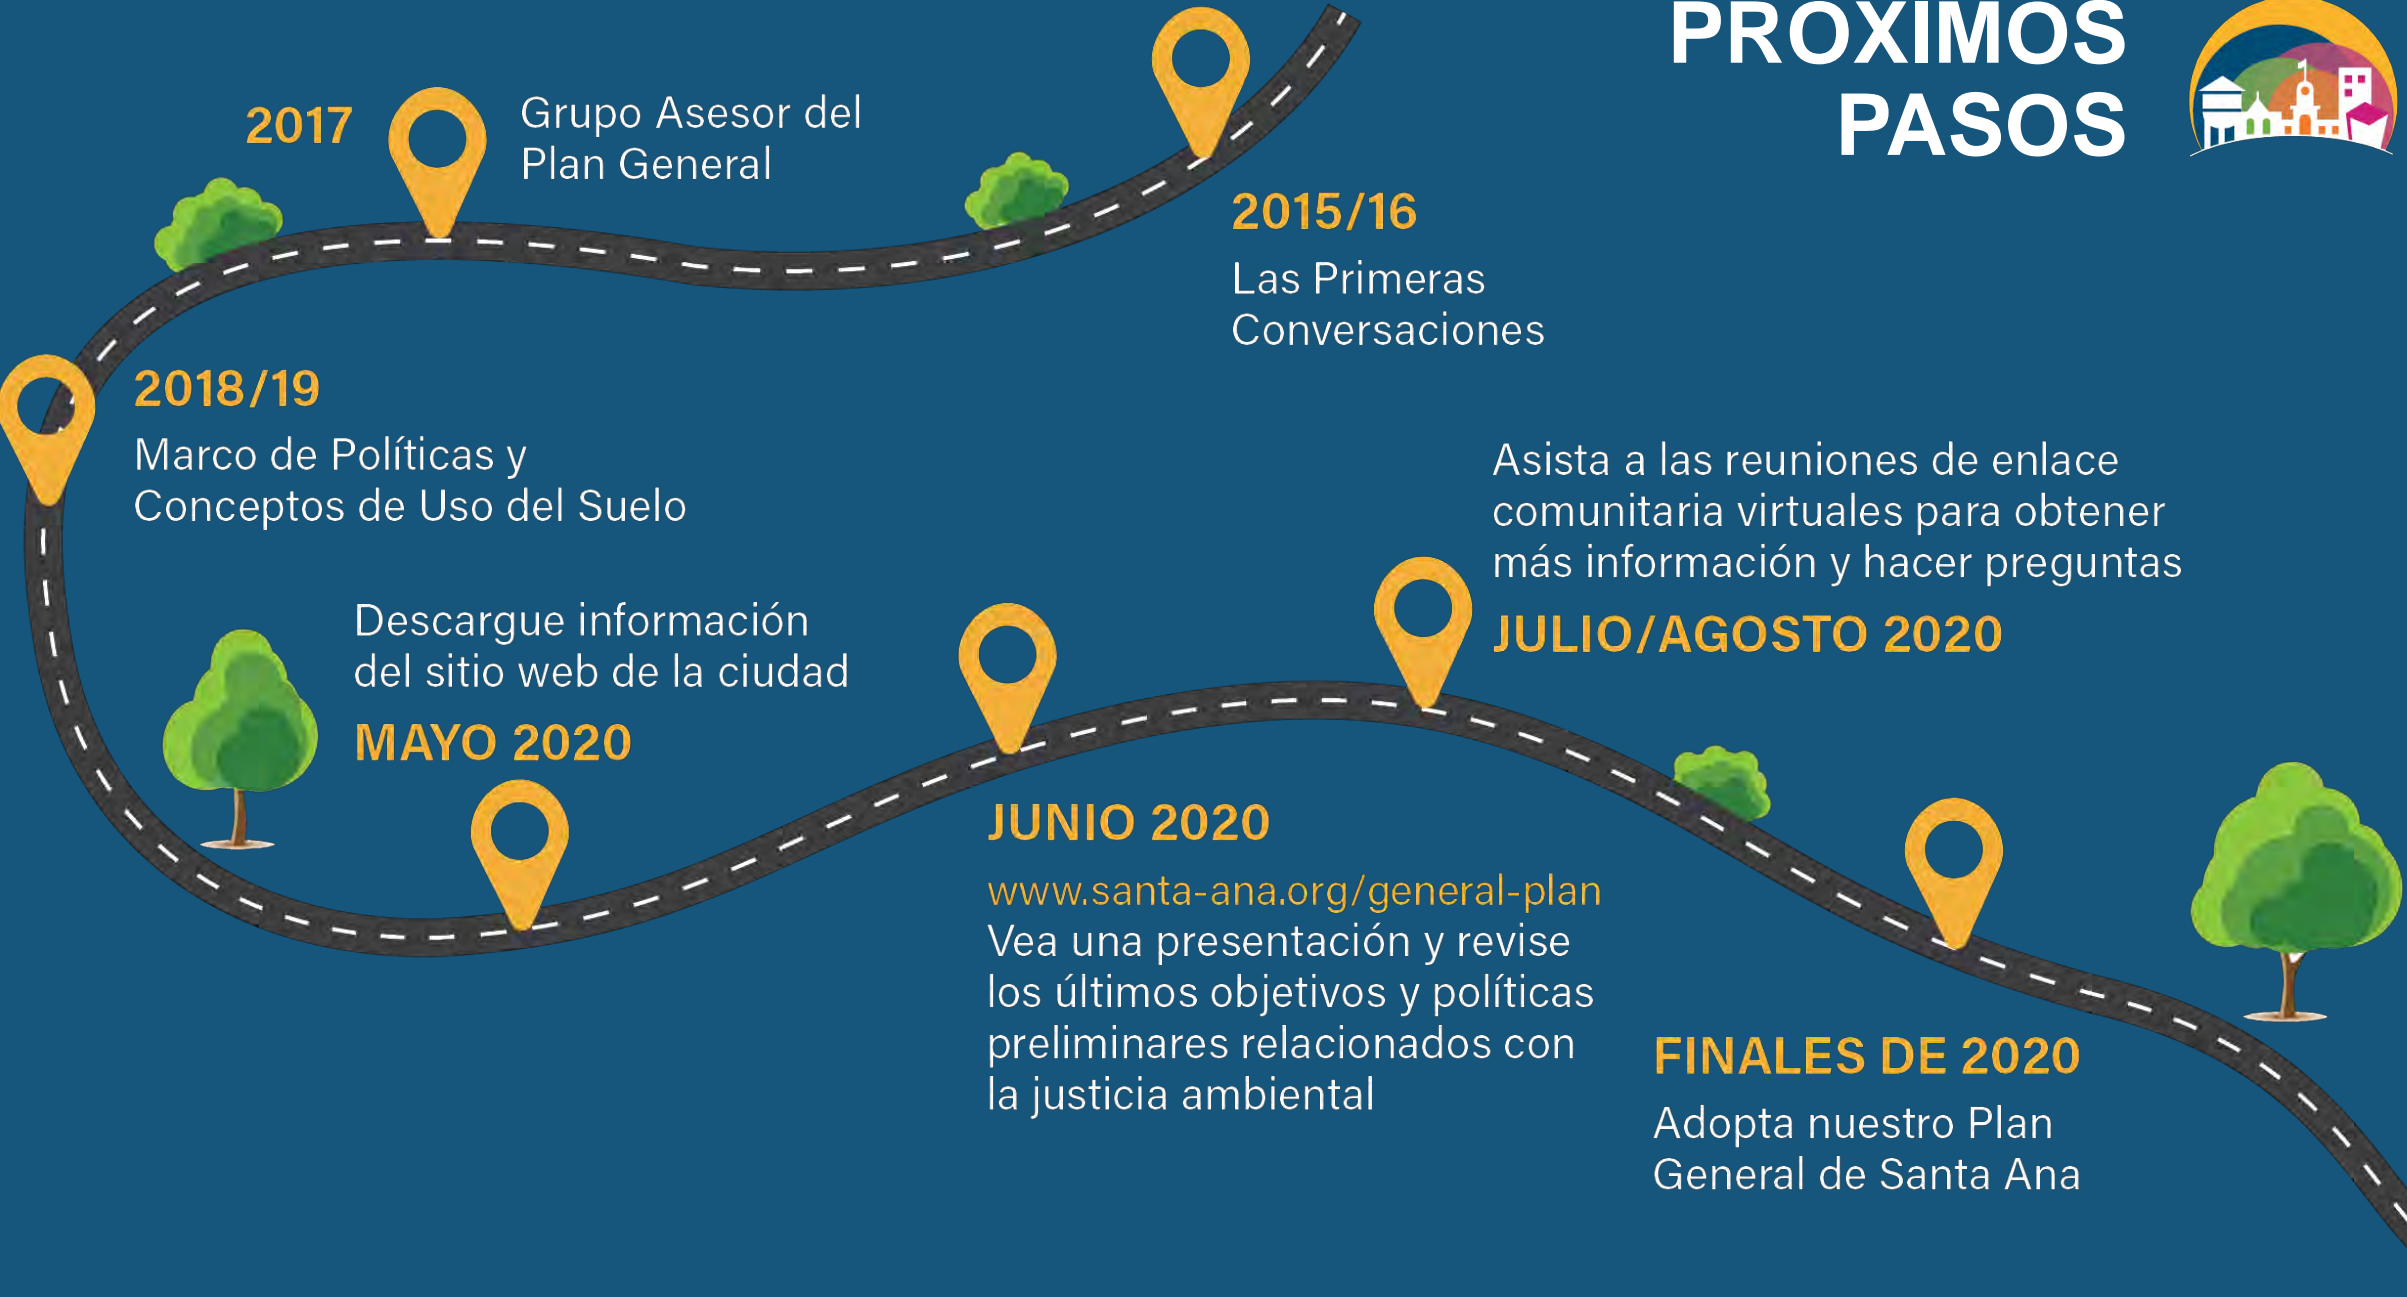 PROXIMOS
PASOS
2015/16
Las Primeras
Conversaciones
2017
Grupo Asesor del
Plan General
2018/19
Marco de Políticas y
Conceptos de Uso del Suelo
Descargue información
del sitio web de la ciudad
MAYO 2020
JUNIO 2020
www.santa-ana.org/general-plan
Vea una presentación y revise
los últimos objetivos y políticas
preliminares relacionados con
la justicia ambiental
Asista a las reuniones de enlace
comunitaria virtuales para obtener
más información y hacer preguntas
JULIO/AGOSTO 2020
FINALES DE 2020
Adopta nuestro Plan
General de Santa Ana